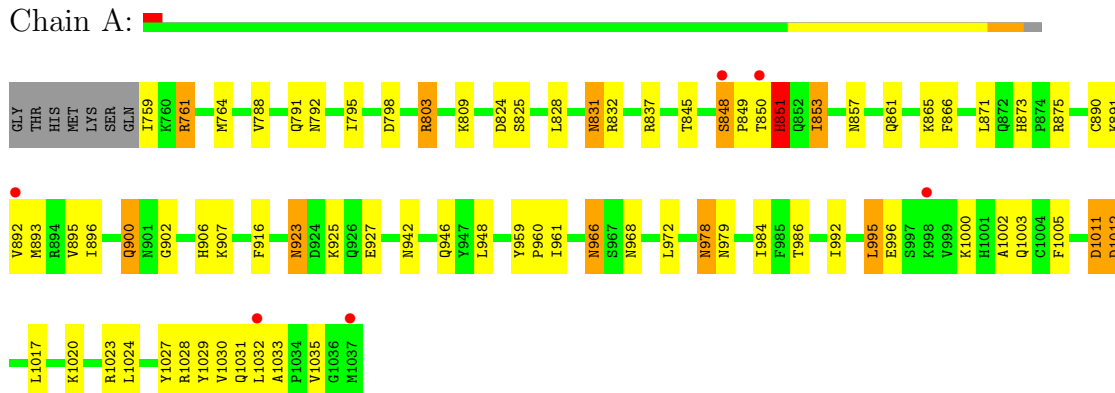 Chain A:
GLY THR HIS MET LYS SER GLN I759 K760 R761 M764 V788 Q791 N792 I795 D798 R803 K809 D824 S825 L828 N831 R832 R837 T845 S848 P849 T850 H851 Q852 I853 N857 Q861 K865 F866 L871 Q872 H873 P874 R875 C890 K891
V892 M893 R894 V895 I896 Q900 N901 G902 H906 K907 F916 N923 D924 K925 Q926 E927 N942 Q946 Y947 L948 Y959 P960 I961 N966 S967 N968 L972 N978 N979 I984 F985 T986 I992 L995 E996 S997 K998 V999 K1000 H1001 A1002 Q1003 C1004 F1005 D1011 D1012
L1017 K1020 R1023 L1024 Y1027 R1028 Y1029 V1030 Q1031 L1032 A1033 P1034 V1035 G1036 M1037